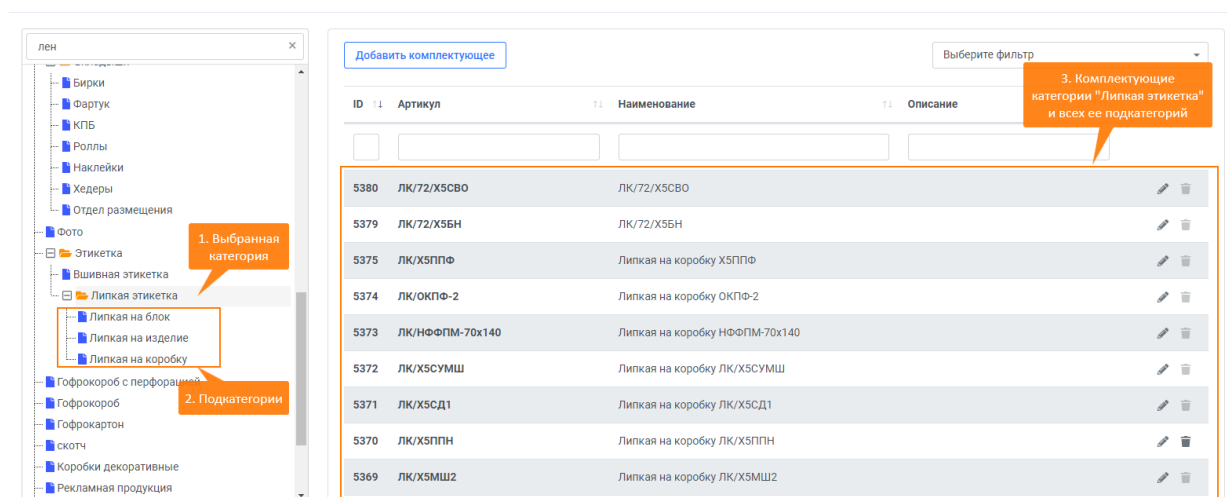 лен
Бирки
Фартук
КПБ
Роллы
Наклейки
Хедеры
Отдел размещения
Фото
Этикетка
Вшивная этикетка
Липкая этикетка
Липкая на блок
Липкая на изделие
Липкая на коробку
Гофрокороб с перфорацией
Гофрокороб
Гофрокартон
скотч
Коробки декоративные
Рекламная продукция
1. Выбранная
категория
2. Подкатегории
Добавить комплектующее
Выберите фильтр
3. Комплектующие
категории "Липкая этикетка"
и всех ее подкатегорий
ID Артикул Наименование Описание
5380 ЛК/72/Х5СВО ЛК/72/Х5СВО
5379 ЛК/72/Х5БН ЛК/72/Х5БН
5375 ЛК/Х5ППФ Липкая на коробку Х5ППФ
5374 ЛК/ОКПФ-2 Липкая на коробку ОКПФ-2
5373 ЛК/НФФПМ-70х140 Липкая на коробку НФФПМ-70х140
5372 ЛК/Х5СУМШ Липкая на коробку ЛК/Х5СУМШ
5371 ЛК/Х5СД1 Липкая на коробку ЛК/Х5СД1
5370 ЛК/Х5ППН Липкая на коробку ЛК/Х5ППН
5369 ЛК/Х5МШ2 Липкая на коробку ЛК/Х5МШ2